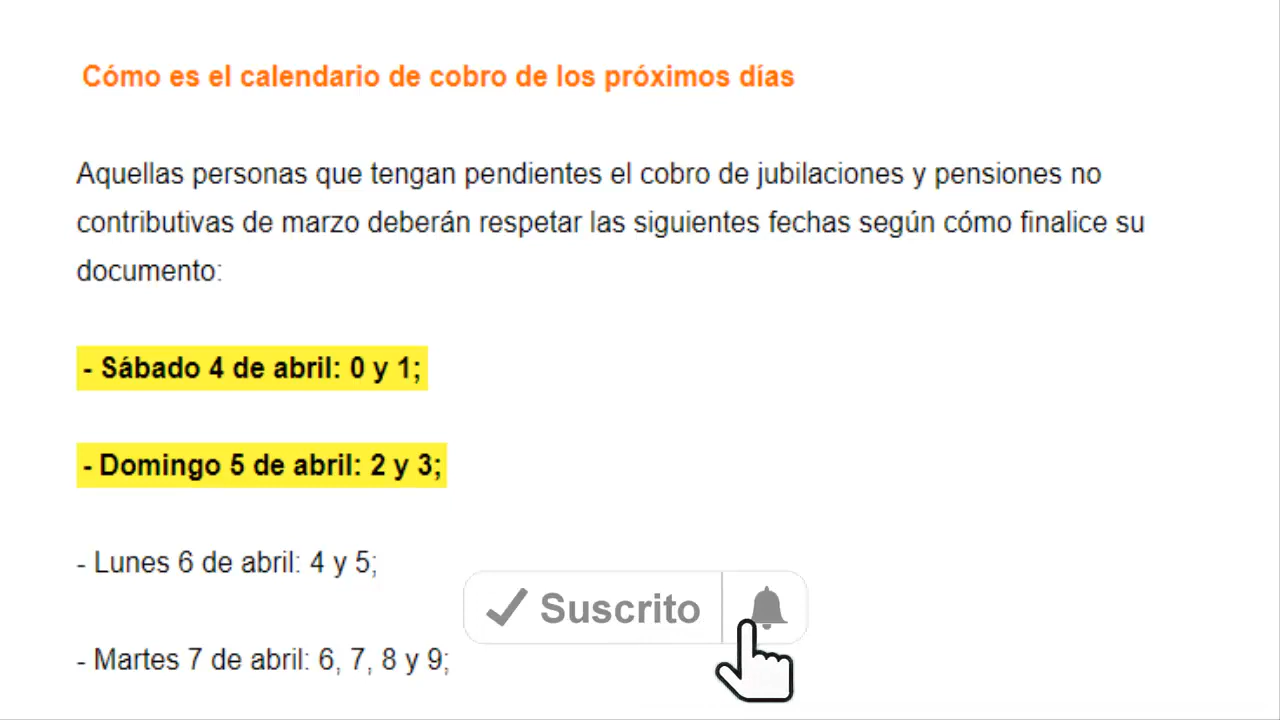 Cómo es el calendario de cobro de los próximos días
Aquellas personas que tengan pendientes el cobro de jubilaciones y pensiones no
contributivas de marzo deberán respetar las siguientes fechas según cómo finalice su
documento:
- Sábado 4 de abril: 0 y 1;
- Domingo 5 de abril: 2 y 3;
- Lunes 6 de abril: 4 y 5;
Suscrito
- Martes 7 de abril: 6, 7, 8 y 9;